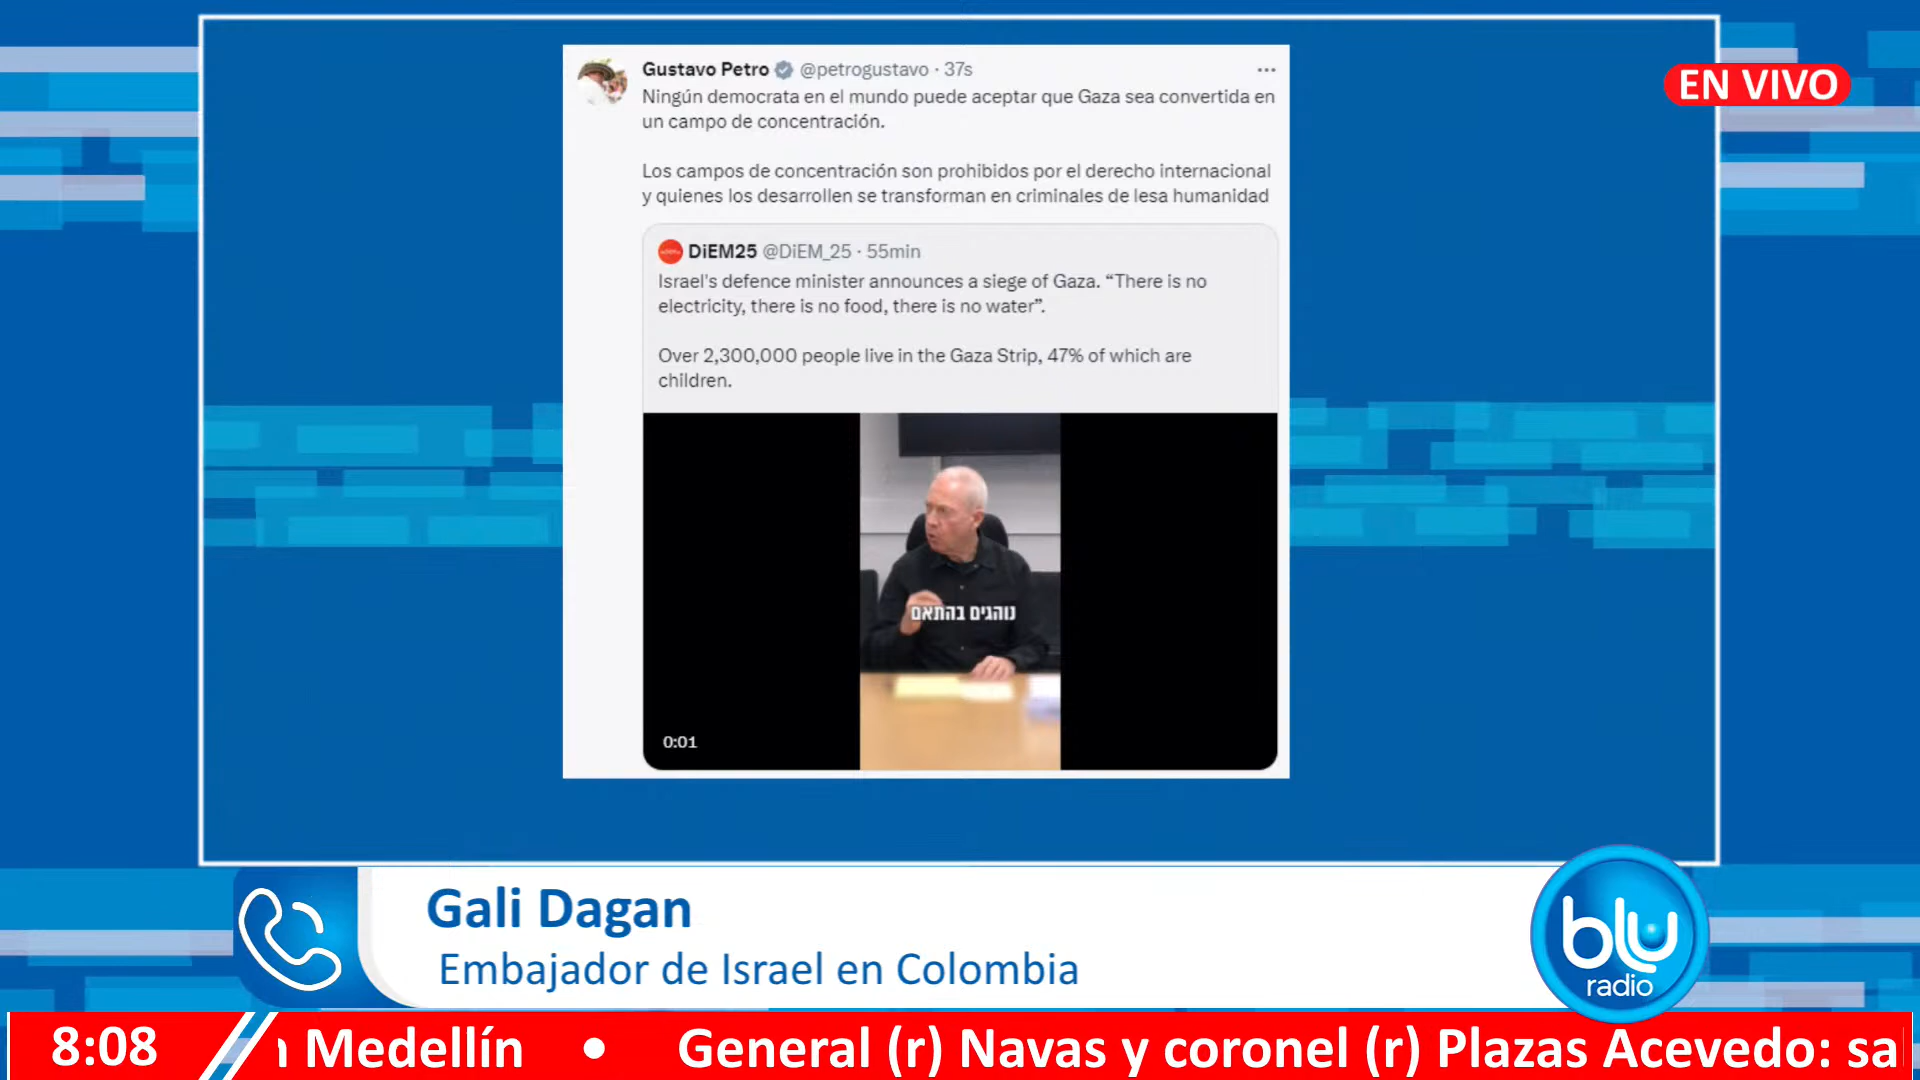 Gustavo Petro @petrogustavo · 37s
Ningún democrata en el mundo puede aceptar que Gaza sea convertida en
un campo de concentración.
Los campos de concentración son prohibidos por el derecho internacional
y quienes los desarrollen se transforman en criminales de lesa humanidad
DiEM25 @DiEM_25 · 55min
Israel's defence minister announces a siege of Gaza. “There is no
electricity, there is no food, there is no water”.
Over 2,300,000 people live in the Gaza Strip, 47% of which are
children.
נוהגים בהתאם
0:01
EN VIVO
Gali Dagan
Embajador de Israel en Colombia
blu
radio
8:08 Medellín • General (r) Navas y coronel (r) Plazas Acevedo: sa